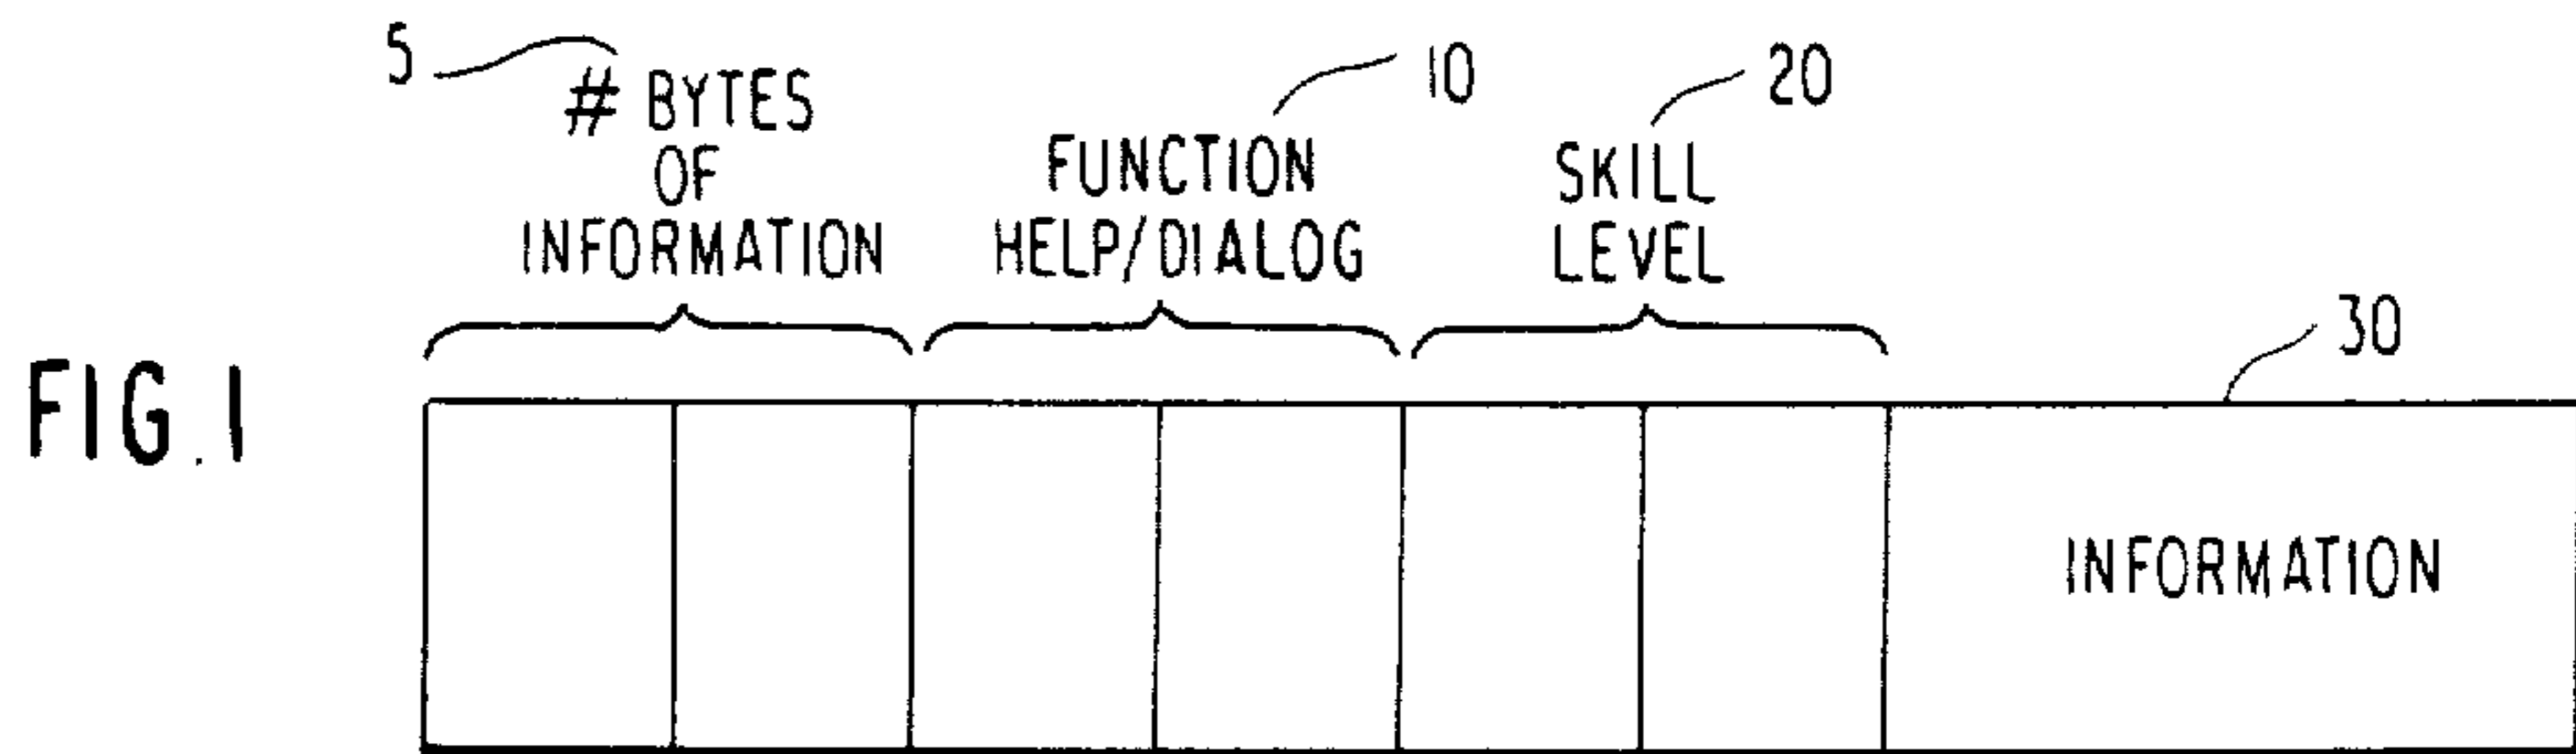 5
# BYTES
OF
INFORMATION
10
FUNCTION
HELP/DIALOG
20
SKILL
LEVEL
30
FIG.1
INFORMATION